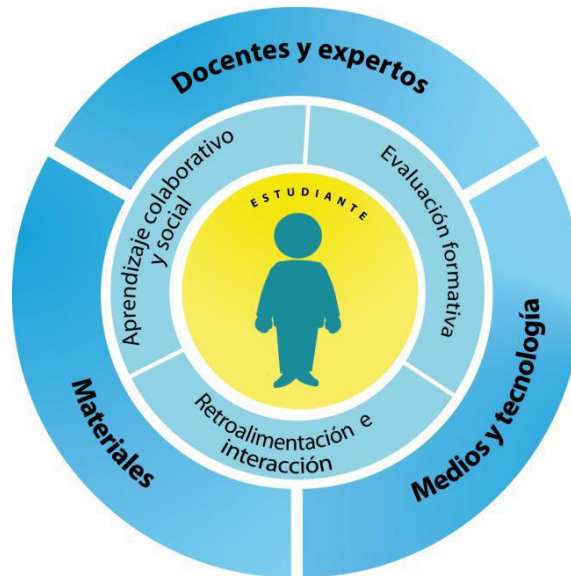 Docentes y expertos
Aprendizaje colaborativo
y social
Evaluación formativa
ESTUDIANTE
Retroalimentación e
interacción
Materiales
Medios y tecnología